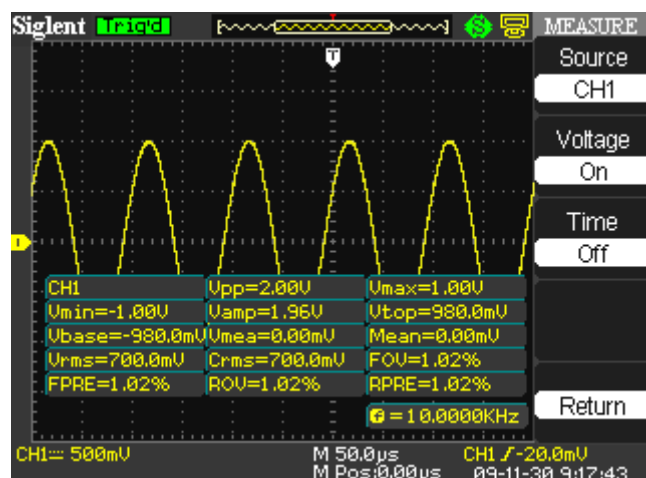 Siglent Trig'd S MEASURE
T
Source
CH1
Voltage
On
Time
Off
1
CH1 Vpp=2.00V Vmax=1.00V
Vmin=-1.00V Vamp=1.96V Vtop=980.0mV
Vbase=-980.0mV Vmea=0.00mV Mean=0.00mV
Vrms=700.0mV Crms=700.0mV FOV=1.02%
FPRE=1.02% ROV=1.02% RPRE=1.02%
f=10.0000KHz
Return
CH1 500mV M 50.0µs CH1 -20.0mV
M Pos:0.00µs 09-11-30 9:17:43